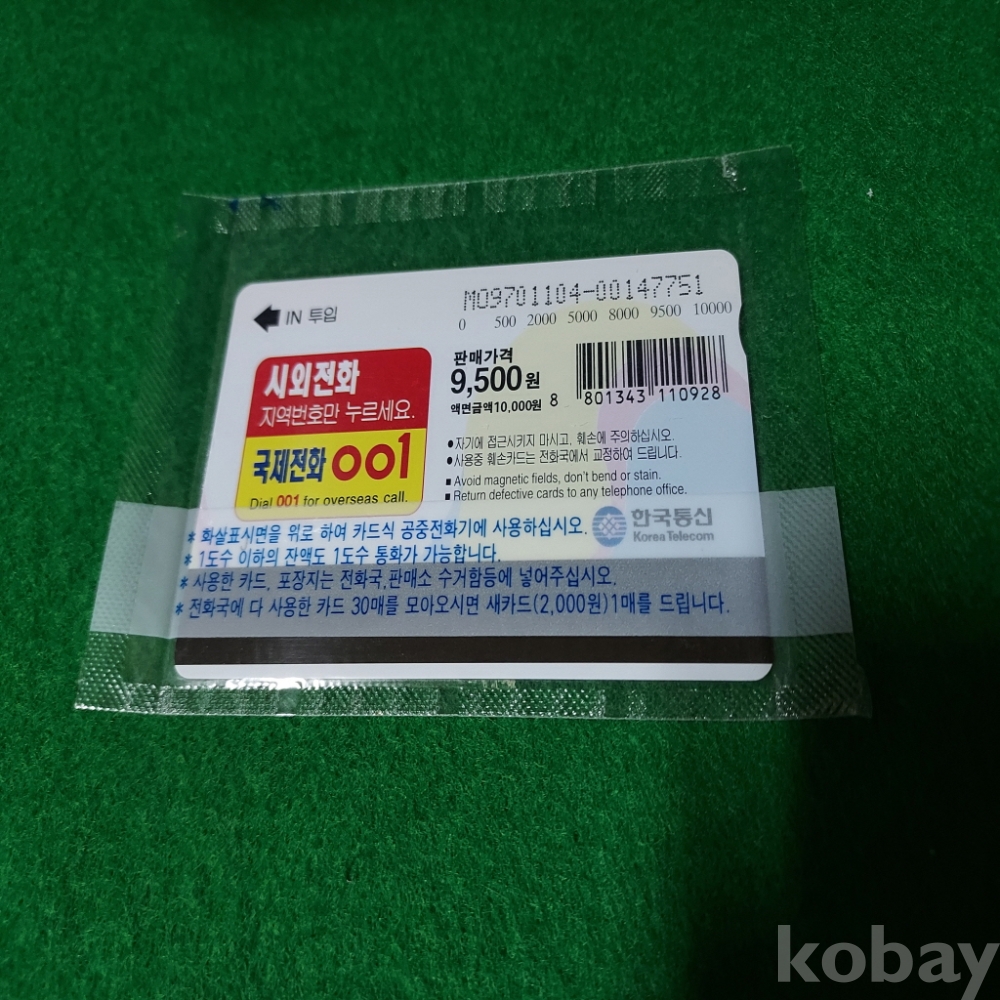 IN 투입
MO9701104-00147751
0 500 2000 5000 8000 9500 10000
시외전화
지역번호만 누르세요.
국제전화 001
Dial 001 for overseas call.
판매가격
9,500원
액면금액10,000원
8 801343 110928
●자기에 접근시키지 마시고, 훼손에 주의하십시오.
●사용중 훼손카드는 전화국에서 교정하여 드립니다.
■ Avoid magnetic fields, don't bend or stain.
■ Return defective cards to any telephone office.
한국통신
Korea Telecom
* 화살표시면을 위로 하여 카드식 공중전화기에 사용하십시오.
* 1도수 이하의 잔액도 1도수 통화가 가능합니다.
* 사용한 카드, 포장지는 전화국,판매소 수거함등에 넣어주십시오.
* 전화국에 다 사용한 카드 30매를 모아오시면 새카드(2,000원)1매를 드립니다.
kobay